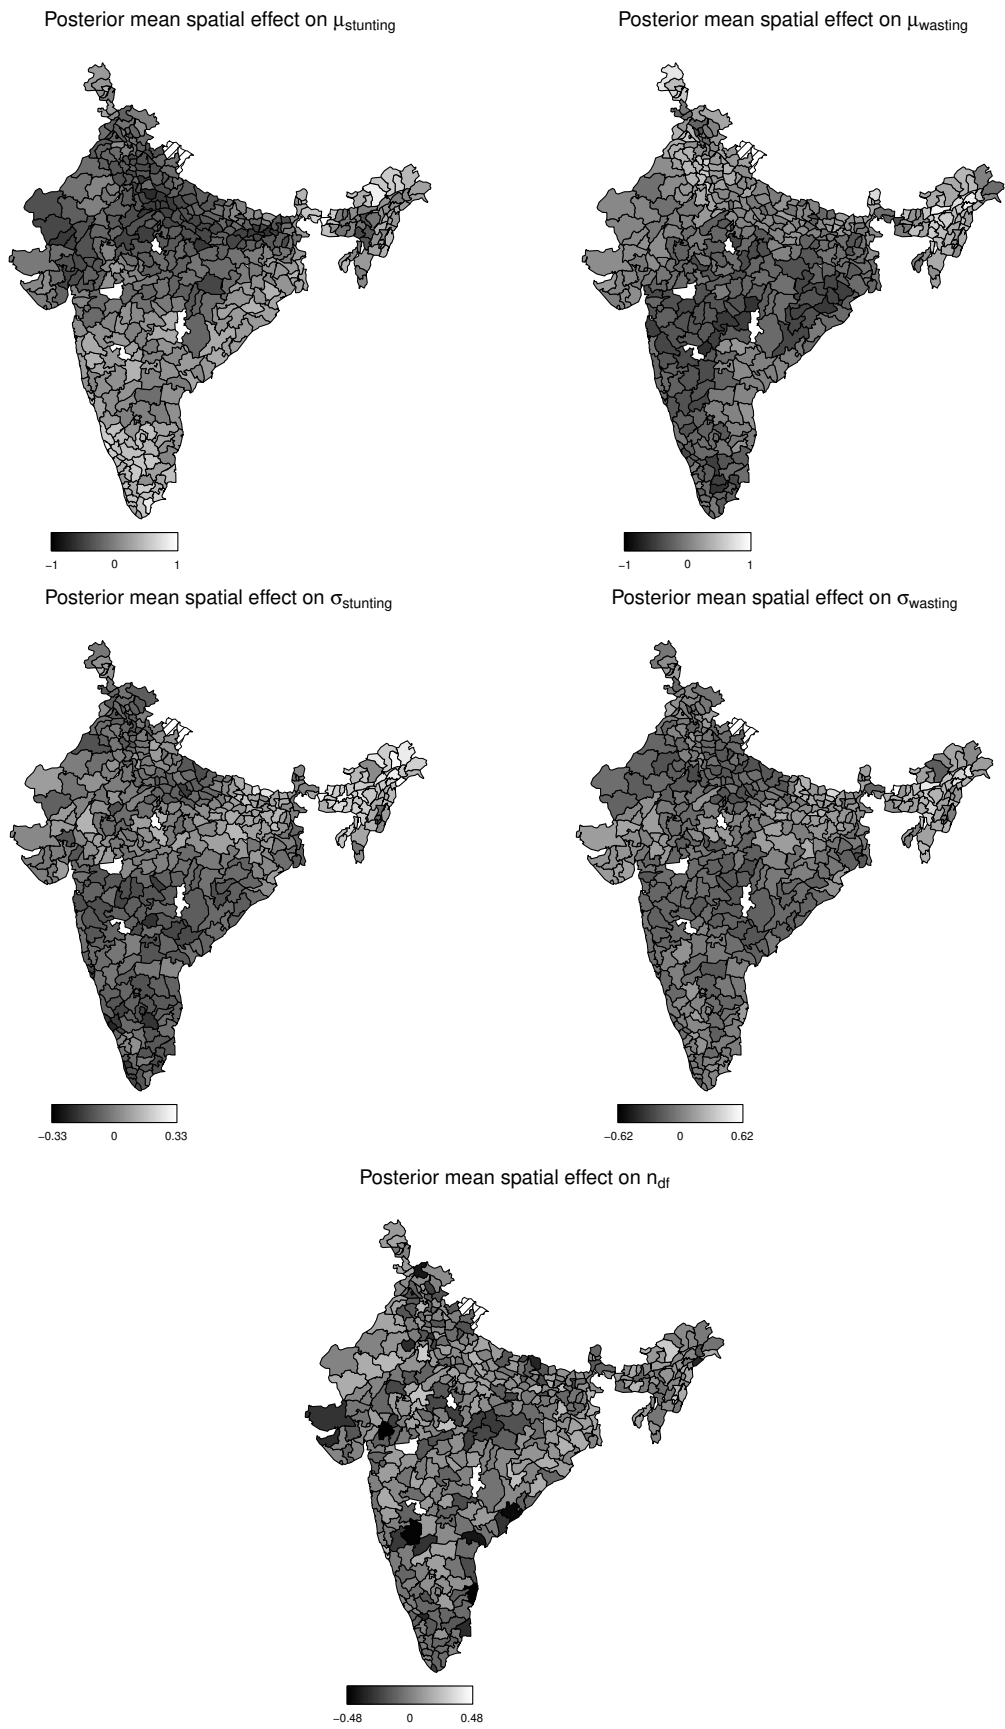 Posterior mean spatial effect on μstunting
Posterior mean spatial effect on μwasting
−1 0 1
−1 0 1
Posterior mean spatial effect on σstunting
Posterior mean spatial effect on σwasting
−0.33 0 0.33
−0.62 0 0.62
Posterior mean spatial effect on ndf
−0.48 0 0.48